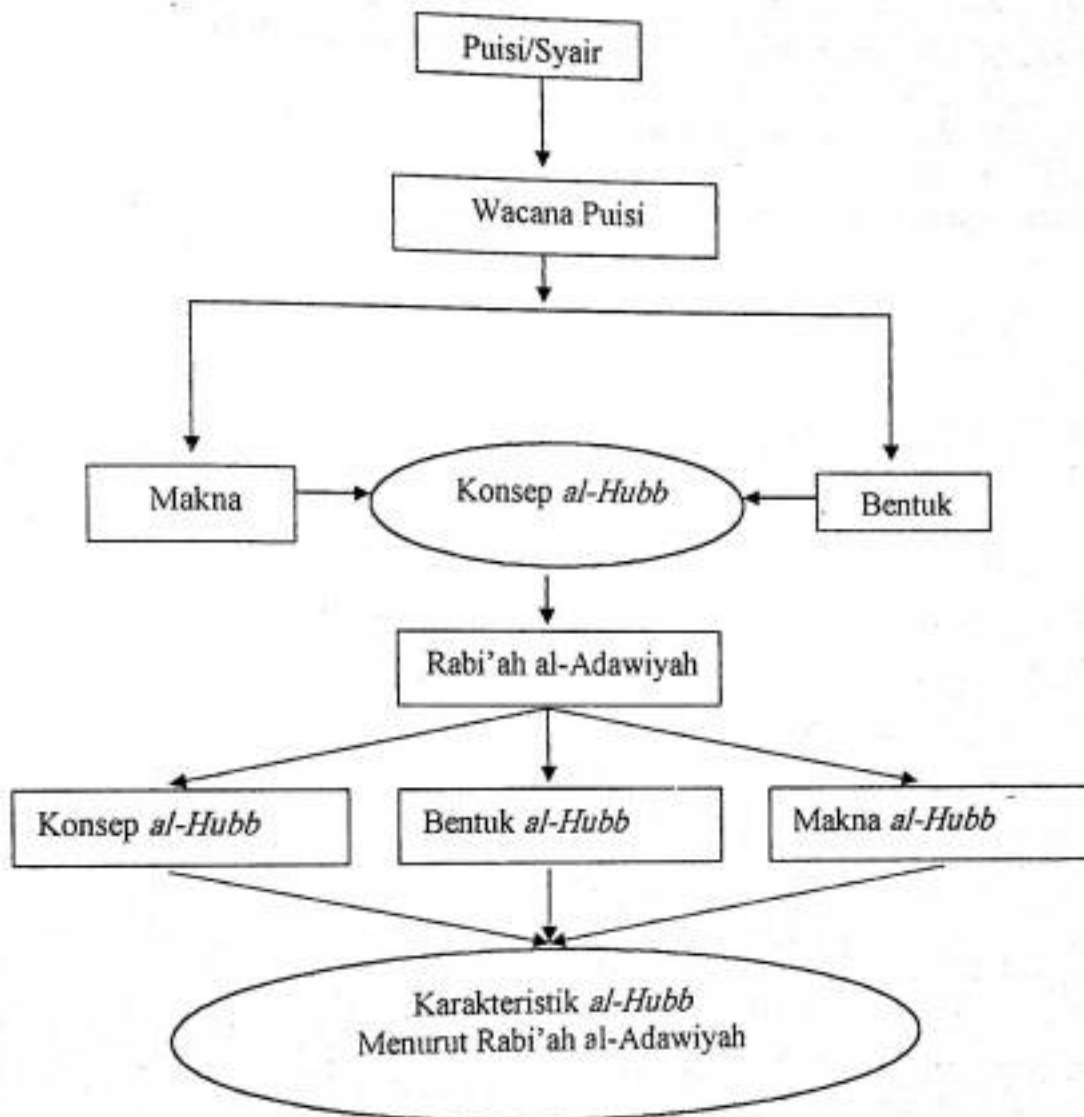 Puisi/Syair
Wacana Puisi
Makna
Konsep al-Hubb
Bentuk
Rabi'ah al-Adawiyah
Konsep al-Hubb
Bentuk al-Hubb
Makna al-Hubb
Karakteristik al-Hubb
Menurut Rabi'ah al-Adawiyah